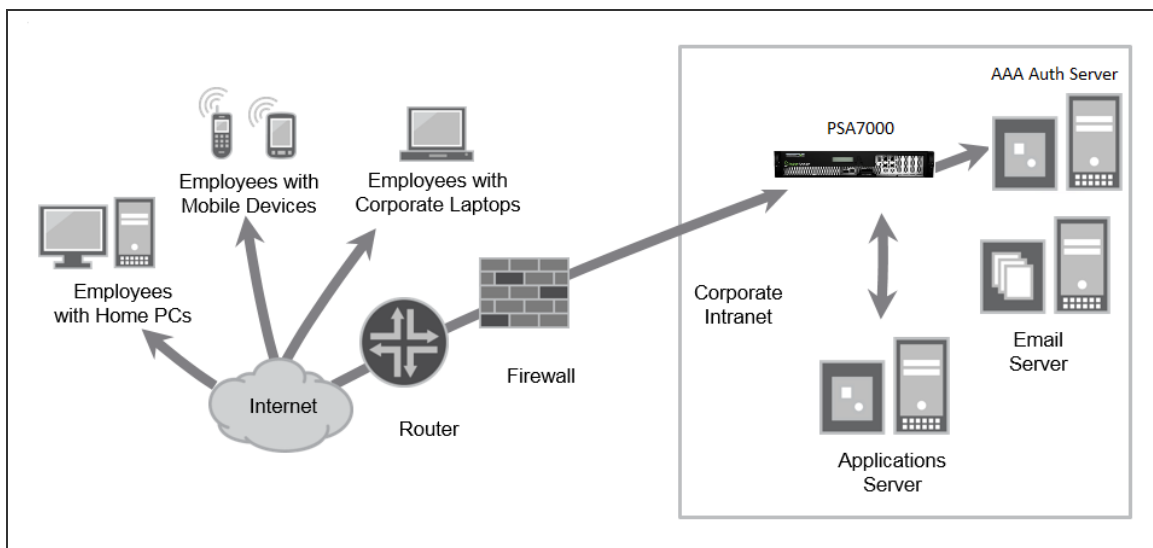 AAA Auth Server
PSA7000
Employees with
Mobile Devices
Employees with
Corporate Laptops
Employees
with Home PCs
Corporate
Intranet
Email
Server
Firewall
Internet
Router
Applications
Server